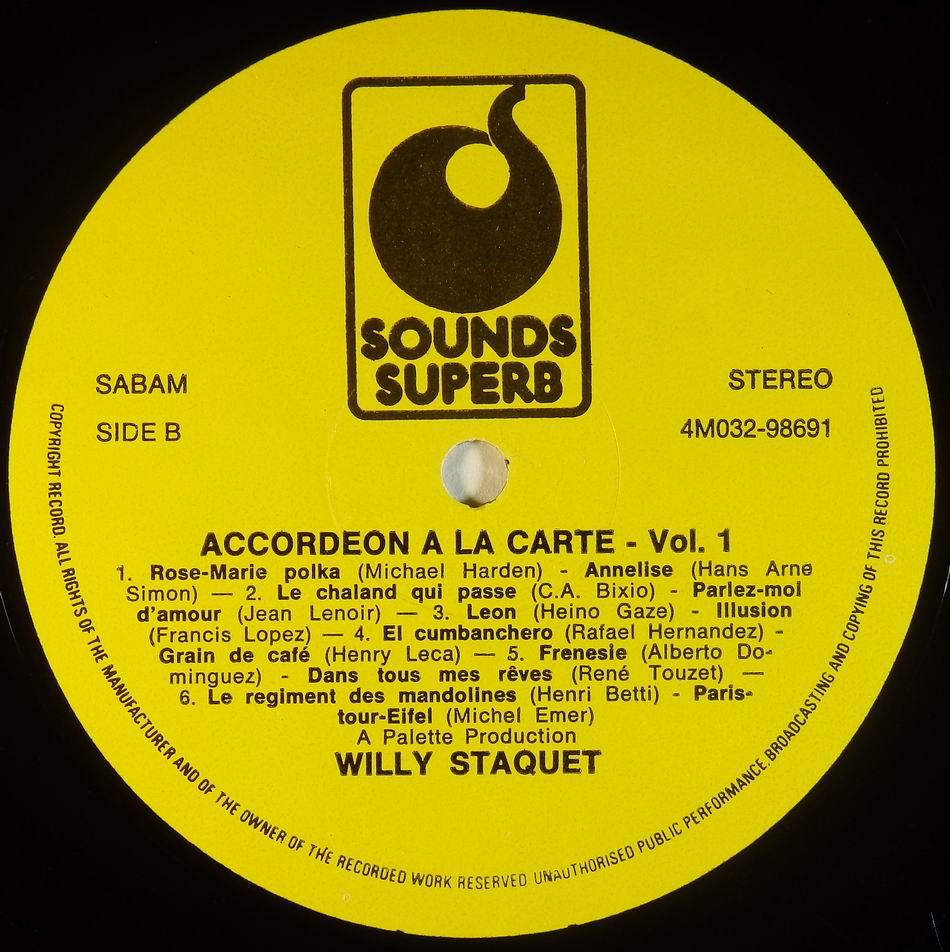 SOUNDS
SUPERB
SABAM
STEREO
SIDE B
4M032-98691
ACCORDEON A LA CARTE - Vol. 1
1. Rose-Marie polka (Michael Harden) - Annelise (Hans Arne
Simon) — 2. Le chaland qui passe (C.A. Bixio) - Parlez-moi
d'amour (Jean Lenoir) — 3. Leon (Heino Gaze) - Illusion
(Francis Lopez) — 4. El cumbanchero (Rafael Hernandez) -
Grain de café (Henry Leca) — 5. Frenesie (Alberto Do-
minguez) - Dans tous mes rêves (René Touzet) —
6. Le regiment des mandolines (Henri Betti) - Paris-
tour-Eifel (Michel Emer)
A Palette Production
WILLY STAQUET
COPYRIGHT RECORD. ALL RIGHTS OF THE MANUFACTURER AND OF THE OWNER OF THE RECORDED WORK RESERVED UNAUTHORISED PUBLIC PERFORMANCE. BROADCASTING AND COPYING OF THIS RECORD PROHIBITED